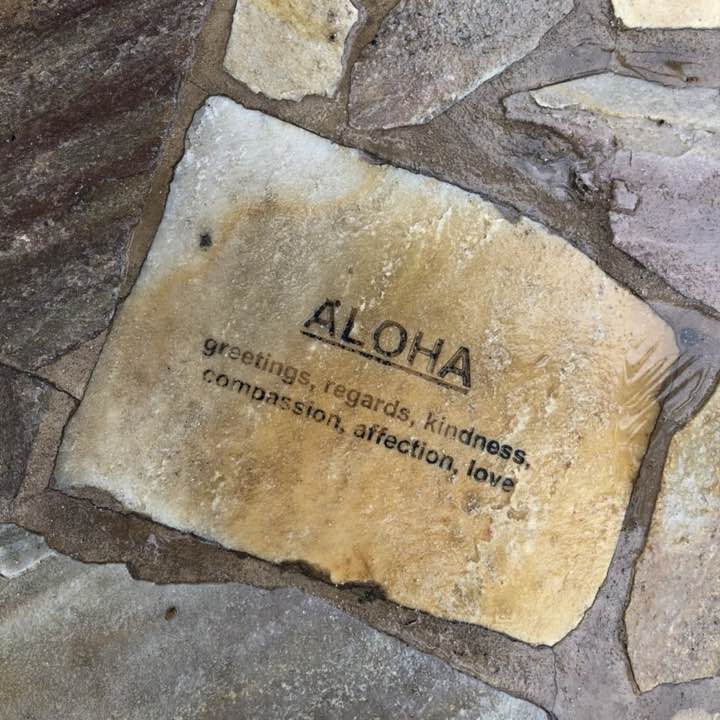 ALOHA
greetings, regards, kindness,
compassion, affection, love